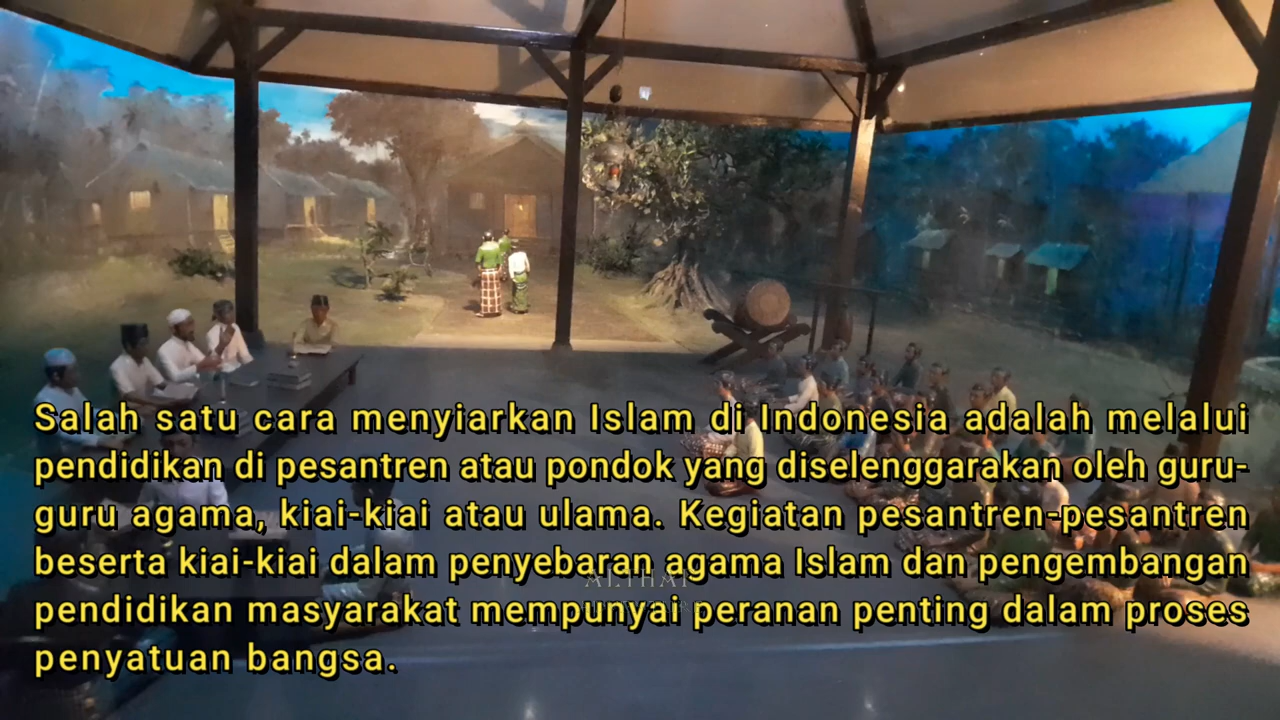 Salah satu cara menyiarkan Islam di Indonesia adalah melalui
pendidikan di pesantren atau pondok yang diselenggarakan oleh guru-
guru agama, kiai-kiai atau ulama. Kegiatan pesantren-pesantren
beserta kiai-kiai dalam penyebaran agama Islam dan pengembangan
pendidikan masyarakat mempunyai peranan penting dalam proses
penyatuan bangsa.